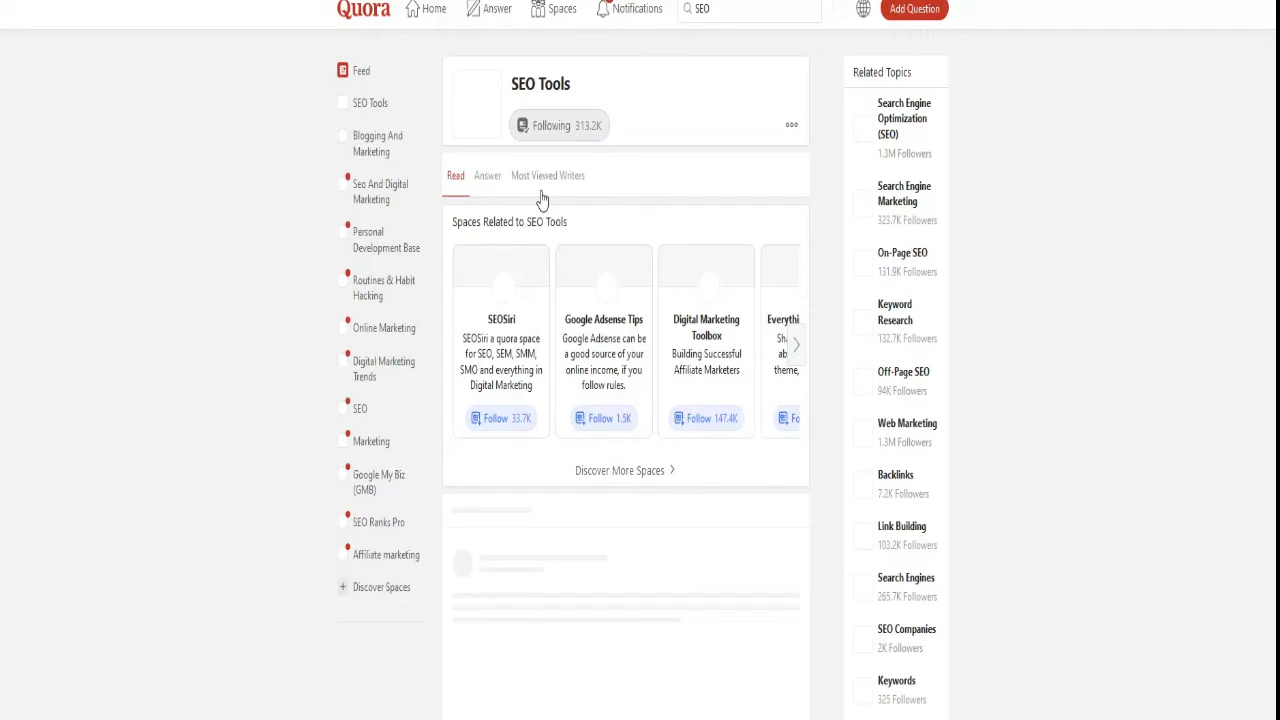 Quora
Home
Answer
Spaces
Notifications
SEO
Add Question
Feed
SEO Tools
Blogging And
Marketing
Seo And Digital
Marketing
Personal
Development Base
Routines & Habit
Hacking
Online Marketing
Digital Marketing
Trends
SEO
Marketing
Google My Biz
(GMB)
SEO Ranks Pro
Affiliate marketing
+ Discover Spaces
SEO Tools
Following 313.2K
Read
Answer
Most Viewed Writers
Spaces Related to SEO Tools
SEOSiri
SEOSiri a quora space
for SEO, SEM, SMM,
SMO and everything in
Digital Marketing
Follow 33.7K
Google Adsense Tips
Google Adsense can be
a good source of your
online income, if you
follow rules.
Follow 1.5K
Digital Marketing
Toolbox
Building Successful
Affiliate Marketers
Follow 147.4K
Everythi
theme,
Fo
Discover More Spaces
Related Topics
Search Engine
Optimization
(SEO)
1.3M Followers
Search Engine
Marketing
323.7K Followers
On-Page SEO
131.9K Followers
Keyword
Research
132.7K Followers
Off-Page SEO
94K Followers
Web Marketing
1.3M Followers
Backlinks
7.2K Followers
Link Building
103.2K Followers
Search Engines
265.7K Followers
SEO Companies
2K Followers
Keywords
325 Followers